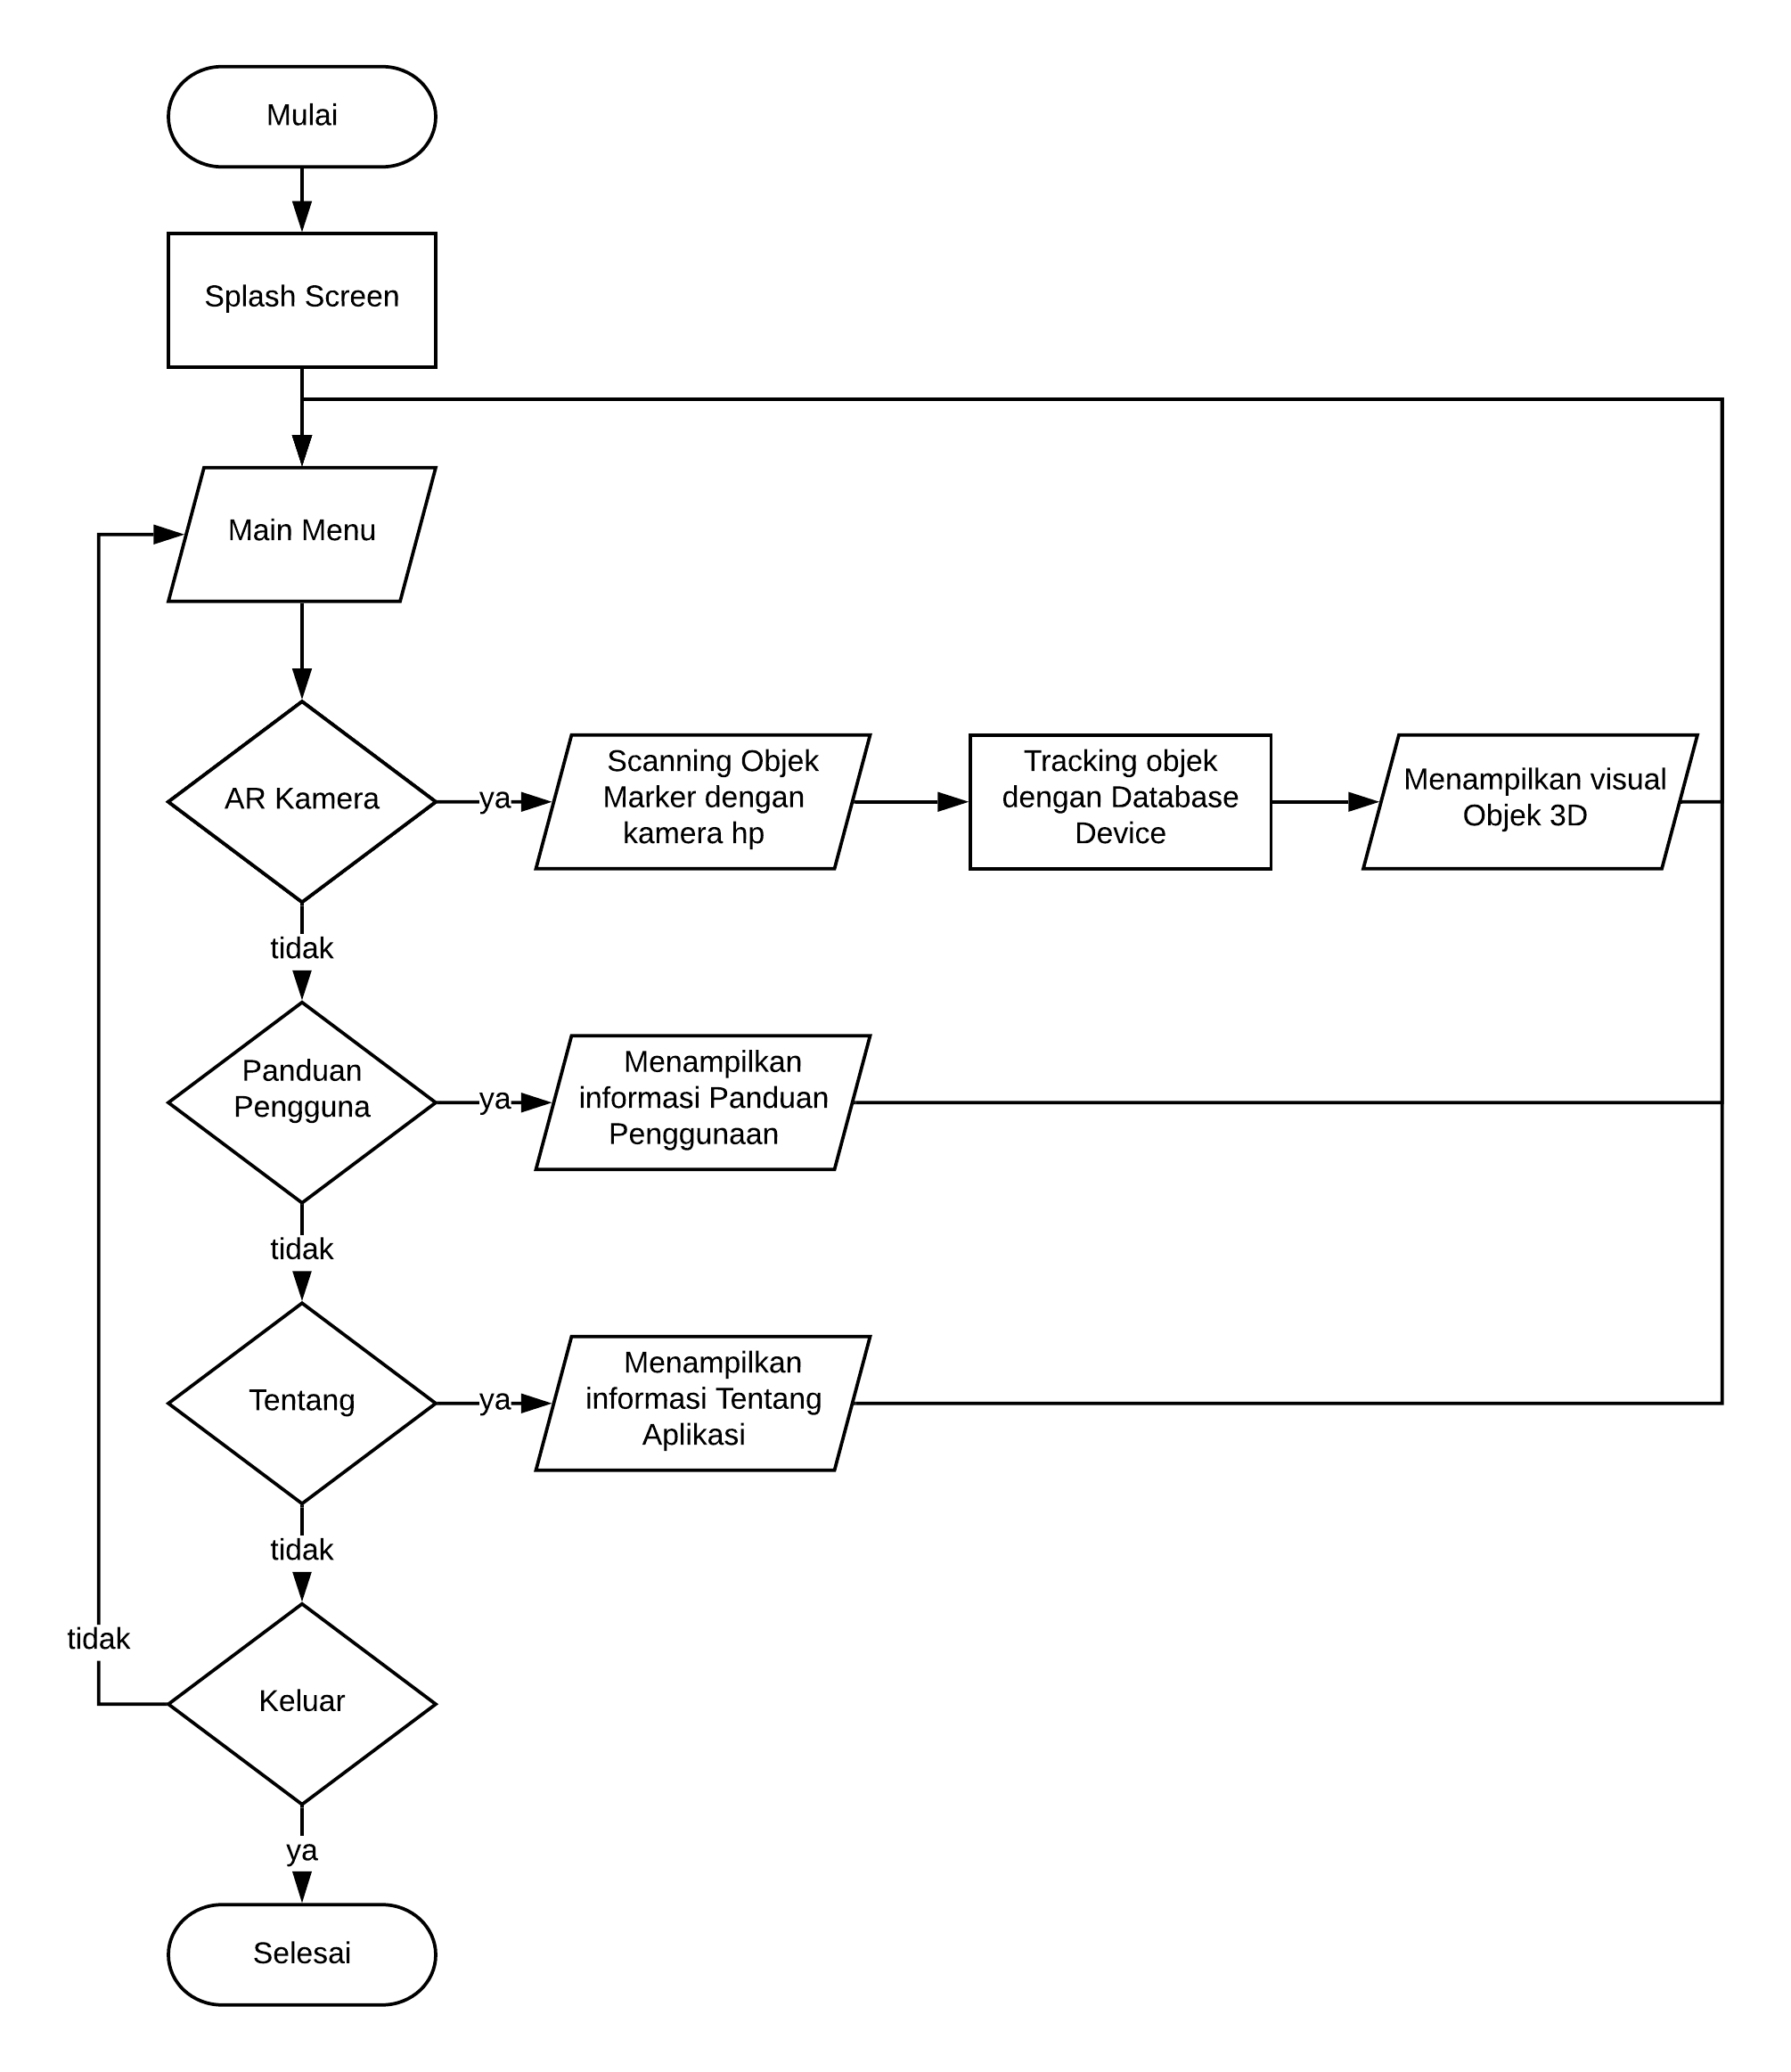 Mulai
Splash Screen
Main Menu
AR Kamera
ya
Scanning Objek
Marker dengan
kamera hp
Tracking objek
dengan Database
Device
Menampilkan visual
Objek 3D
tidak
Panduan
Pengguna
ya
Menampilkan
informasi Panduan
Penggunaan
tidak
Tentang
ya
Menampilkan
informasi Tentang
Aplikasi
tidak
tidak
Keluar
ya
Selesai